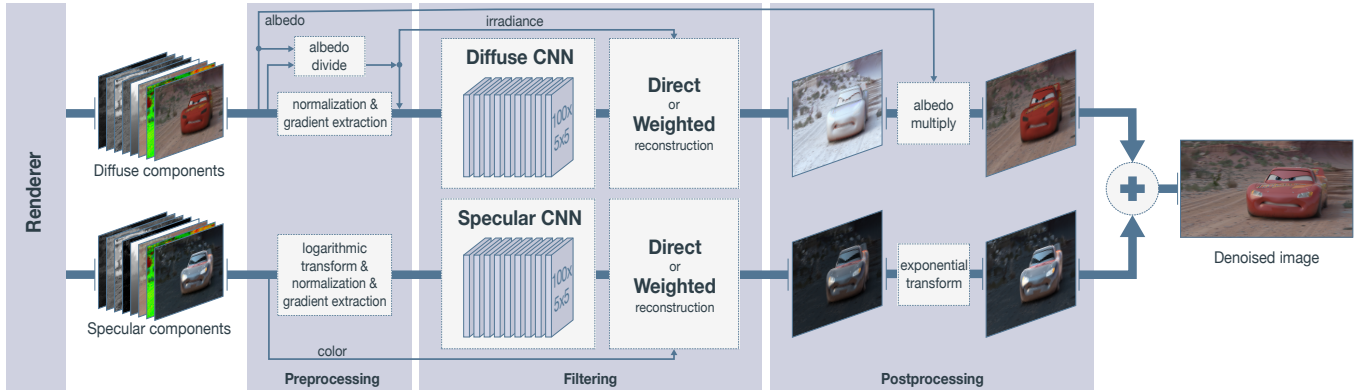 Renderer
Diffuse components
Specular components
albedo
albedo
divide
normalization &
gradient extraction
logarithmic
transform &
normalization &
gradient extraction
color
Preprocessing
irradiance
Diffuse CNN
100x
5x5
Direct
or
Weighted
reconstruction
Specular CNN
100x
5x5
Direct
or
Weighted
reconstruction
Filtering
albedo
multiply
exponential
transform
Postprocessing
+
Denoised image